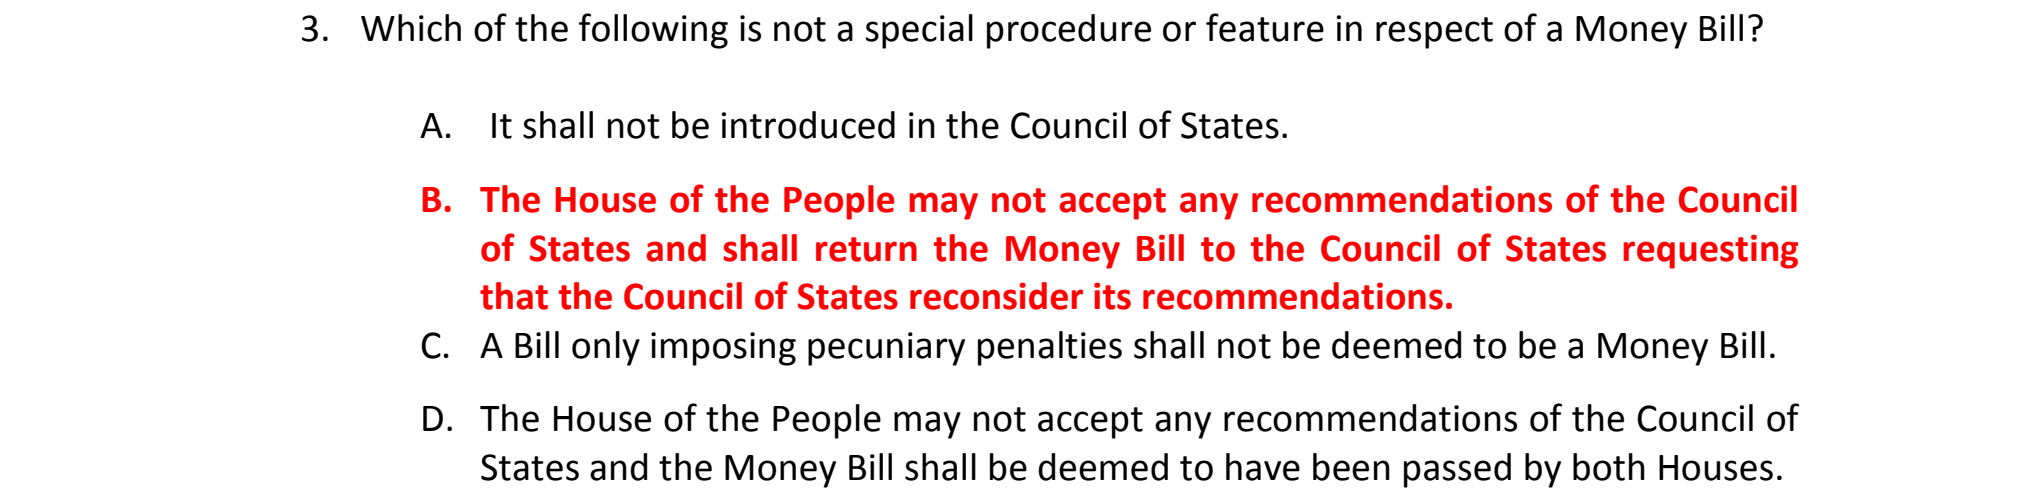 3. Which of the following is not a special procedure or feature in respect of a Money Bill?
A. It shall not be introduced in the Council of States.
B. The House of the People may not accept any recommendations of the Council
of States and shall return the Money Bill to the Council of States requesting
that the Council of States reconsider its recommendations.
C. A Bill only imposing pecuniary penalties shall not be deemed to be a Money Bill.
D. The House of the People may not accept any recommendations of the Council of
States and the Money Bill shall be deemed to have been passed by both Houses.